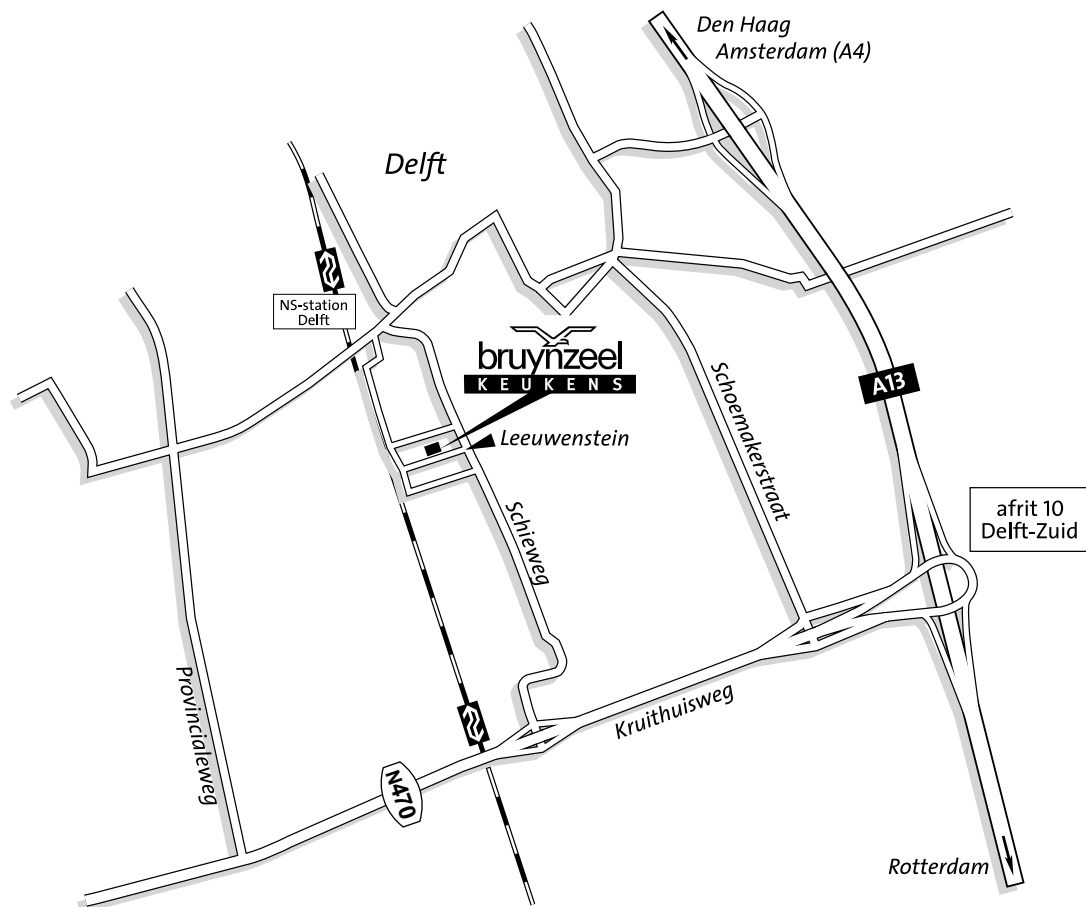 Den Haag
Amsterdam (A4)
Delft
NS-station
Delft
bruynzeel
KEUKENS
A13
Schoemakerstraat
Leeuwenstein
afrit 10
Delft-Zuid
Schieweg
Provincialeweg
Kruithuisweg
N470
Rotterdam